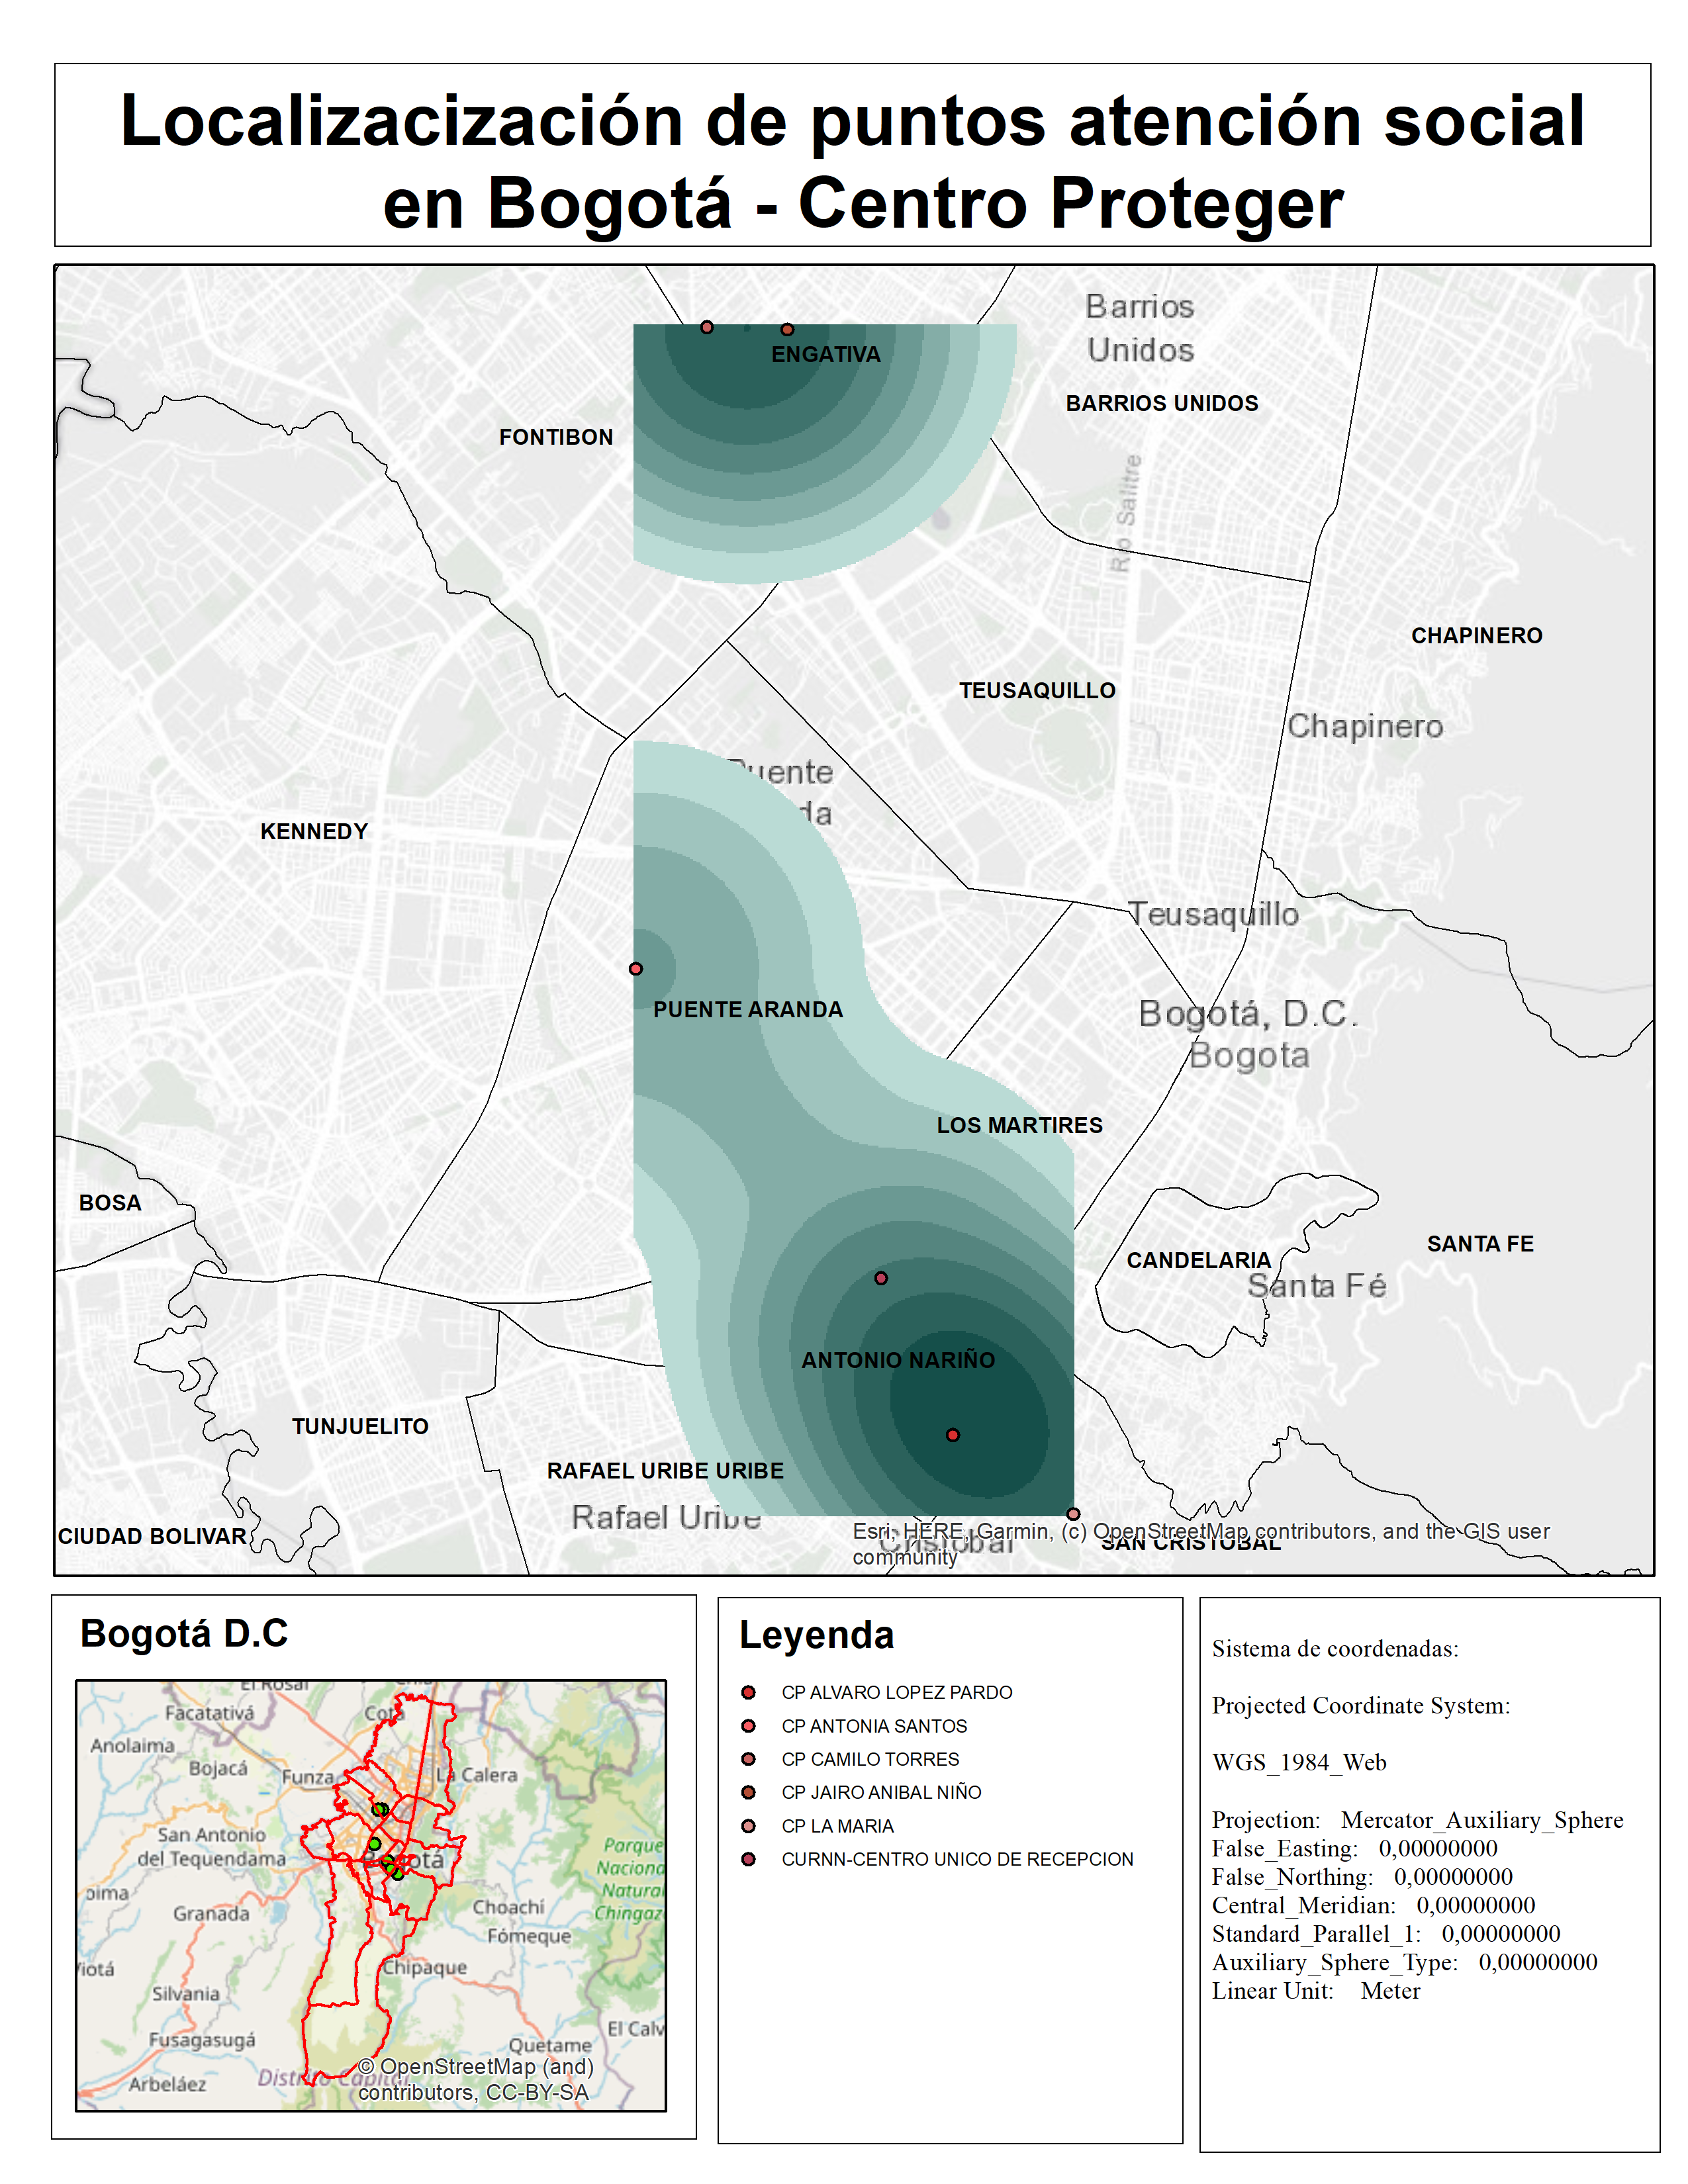 Localizacización de puntos atención social
en Bogotá - Centro Proteger
Barrios
Unidos
ENGATIVA
BARRIOS UNIDOS
FONTIBON
Río Salitre
CHAPINERO
TEUSAQUILLO
Chapinero
Puente
da
KENNEDY
Teusaquillo
PUENTE ARANDA
Bogotá, D.C.
Bogota
LOS MARTIRES
BOSA
SANTA FE
CANDELARIA
Santa Fé
ANTONIO NARIÑO
TUNJUELITO
RAFAEL URIBE URIBE
Rafael Uribe
CIUDAD BOLIVAR
Cristóbal
SAN CRISTOBAL
Esri, HERE, Garmin, (c) OpenStreetMap contributors, and the GIS user
community
Bogotá D.C
El Rosal
Chía
Facatativá
Cota
Anolaima
Bojacá
Funza
La Calera
San Antonio
del Tequendama
Bogotá
Parque
Naciona
Natural
Chingaz
oima
Granada
Choachí
Fómeque
Viotá
Chipaque
Silvania
Fusagasugá
El Calv
Quetame
Arbeláez
Distrito Capital
© OpenStreetMap (and)
contributors, CC-BY-SA
Leyenda
CP ALVARO LOPEZ PARDO
CP ANTONIA SANTOS
CP CAMILO TORRES
CP JAIRO ANIBAL NIÑO
CP LA MARIA
CURNN-CENTRO UNICO DE RECEPCION
Sistema de coordenadas:
Projected Coordinate System:
WGS_1984_Web
Projection: Mercator_Auxiliary_Sphere
False_Easting: 0,00000000
False_Northing: 0,00000000
Central_Meridian: 0,00000000
Standard_Parallel_1: 0,00000000
Auxiliary_Sphere_Type: 0,00000000
Linear Unit: Meter